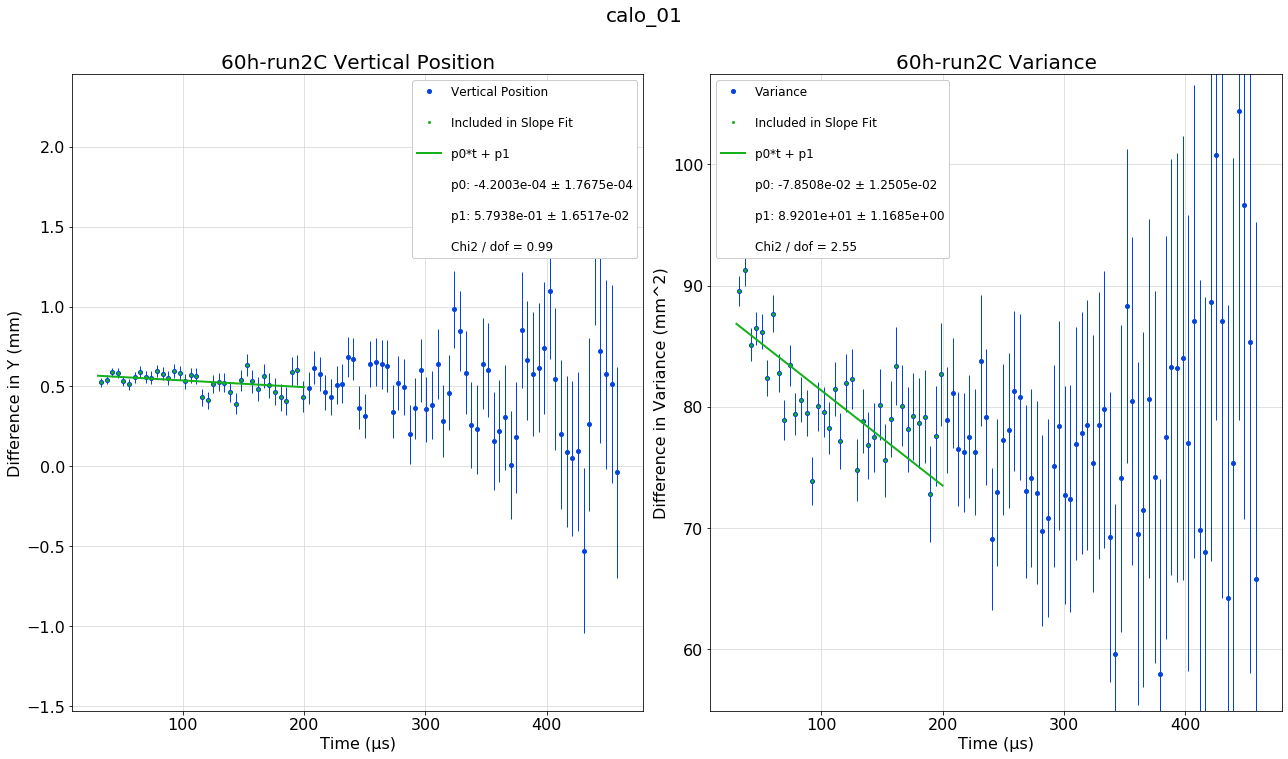 calo_01
60h-run2C Vertical Position
Vertical Position
Included in Slope Fit
p0*t + p1
p0: -4.2003e-04 ± 1.7675e-04
p1: 5.7938e-01 ± 1.6517e-02
Chi2 / dof = 0.99
Difference in Y (mm)
2.0
1.5
1.0
0.5
0.0
−0.5
−1.0
−1.5
100 200 300 400
Time (μs)
60h-run2C Variance
Variance
Included in Slope Fit
p0*t + p1
p0: -7.8508e-02 ± 1.2505e-02
p1: 8.9201e+01 ± 1.1685e+00
Chi2 / dof = 2.55
Difference in Variance (mm^2)
100
90
80
70
60
100 200 300 400
Time (μs)